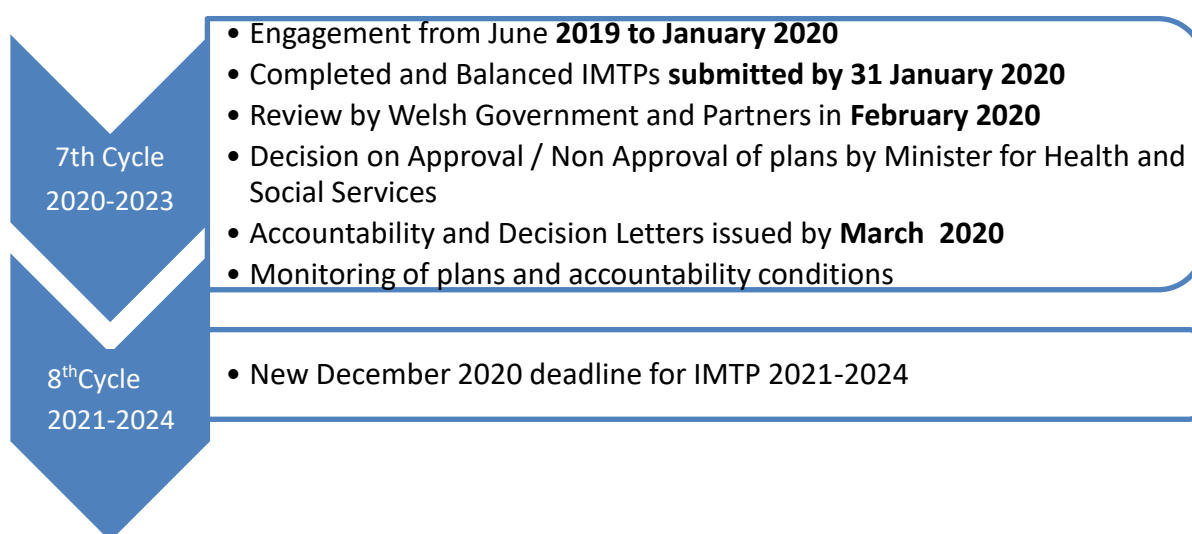 7th Cycle
2020-2023
• Engagement from June 2019 to January 2020
• Completed and Balanced IMTPs submitted by 31 January 2020
• Review by Welsh Government and Partners in February 2020
• Decision on Approval / Non Approval of plans by Minister for Health and
Social Services
• Accountability and Decision Letters issued by March  2020
• Monitoring of plans and accountability conditions
8thCycle
2021-2024
• New December 2020 deadline for IMTP 2021-2024